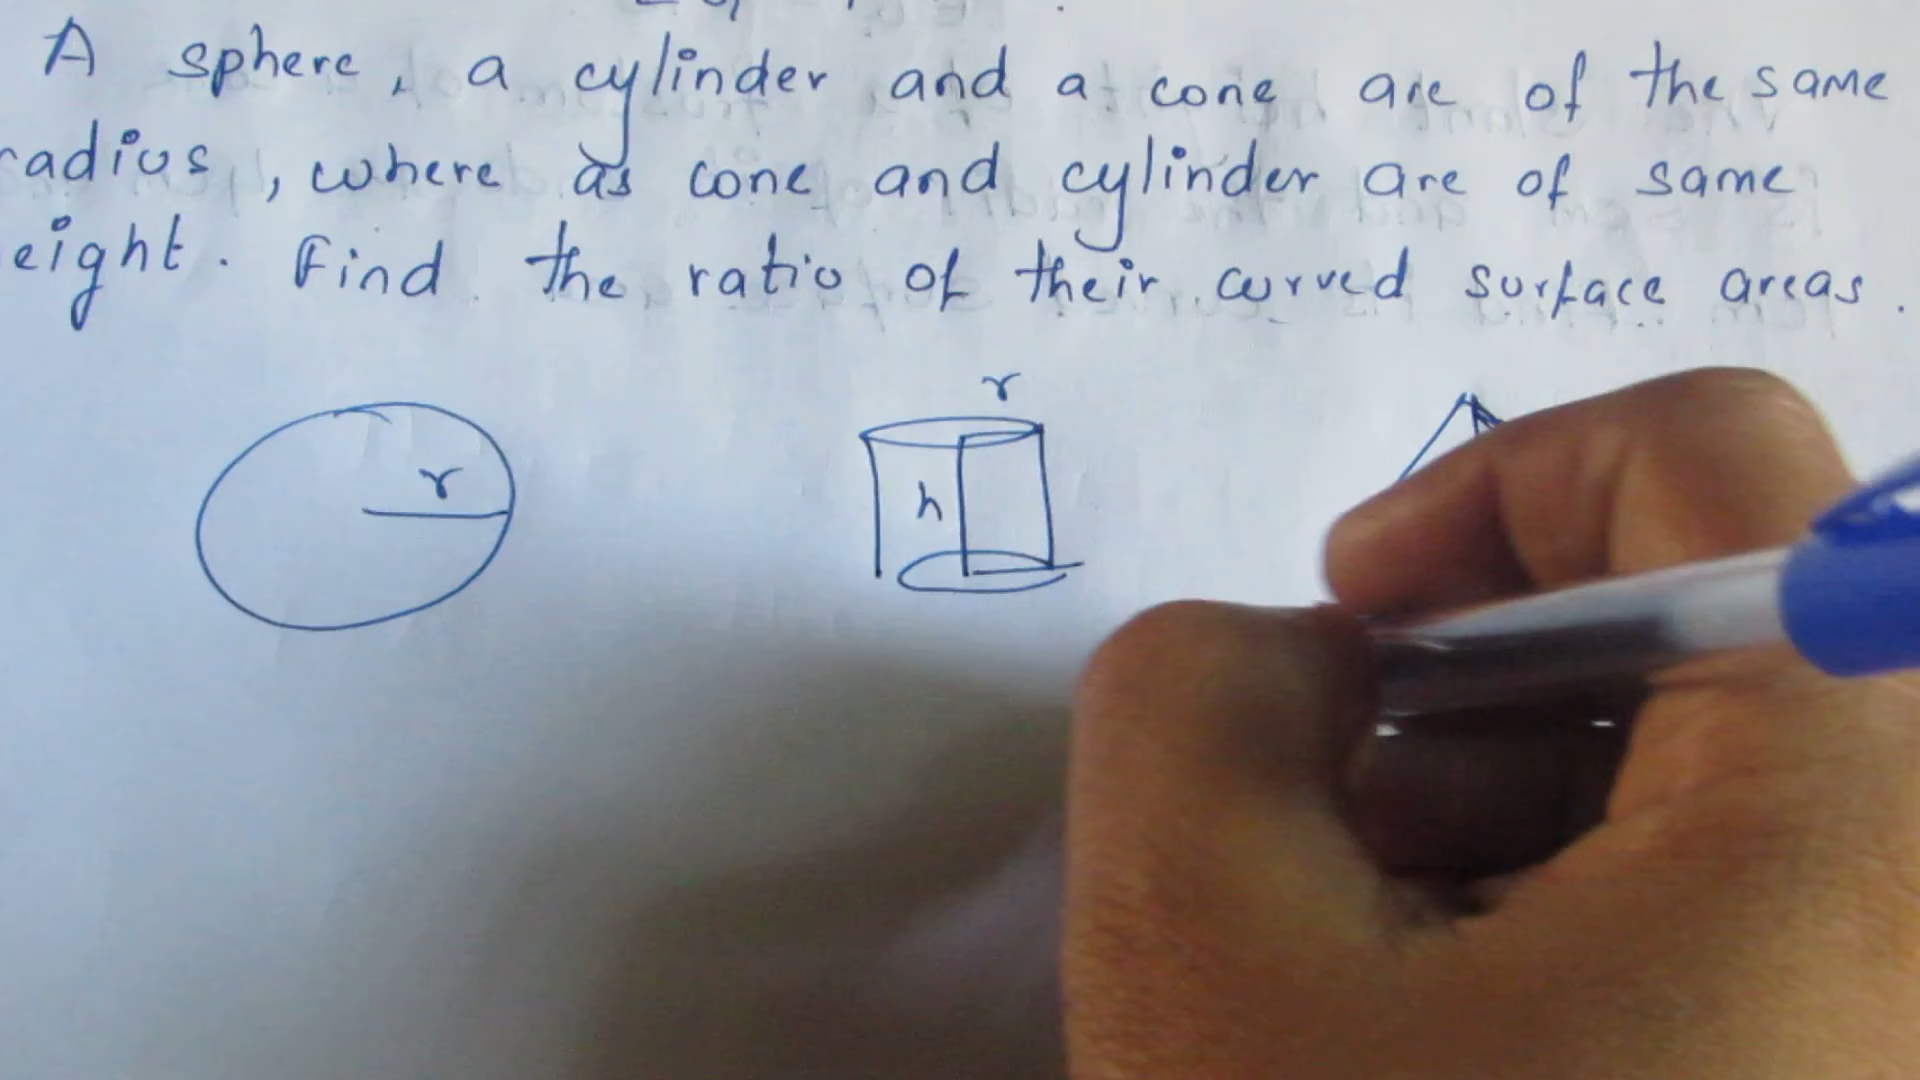 A sphere, a cylinder and a cone are of the same
radius, where as cone and cylinder are of same
eight. Find the ratio of their curved surface areas.
r
r
h